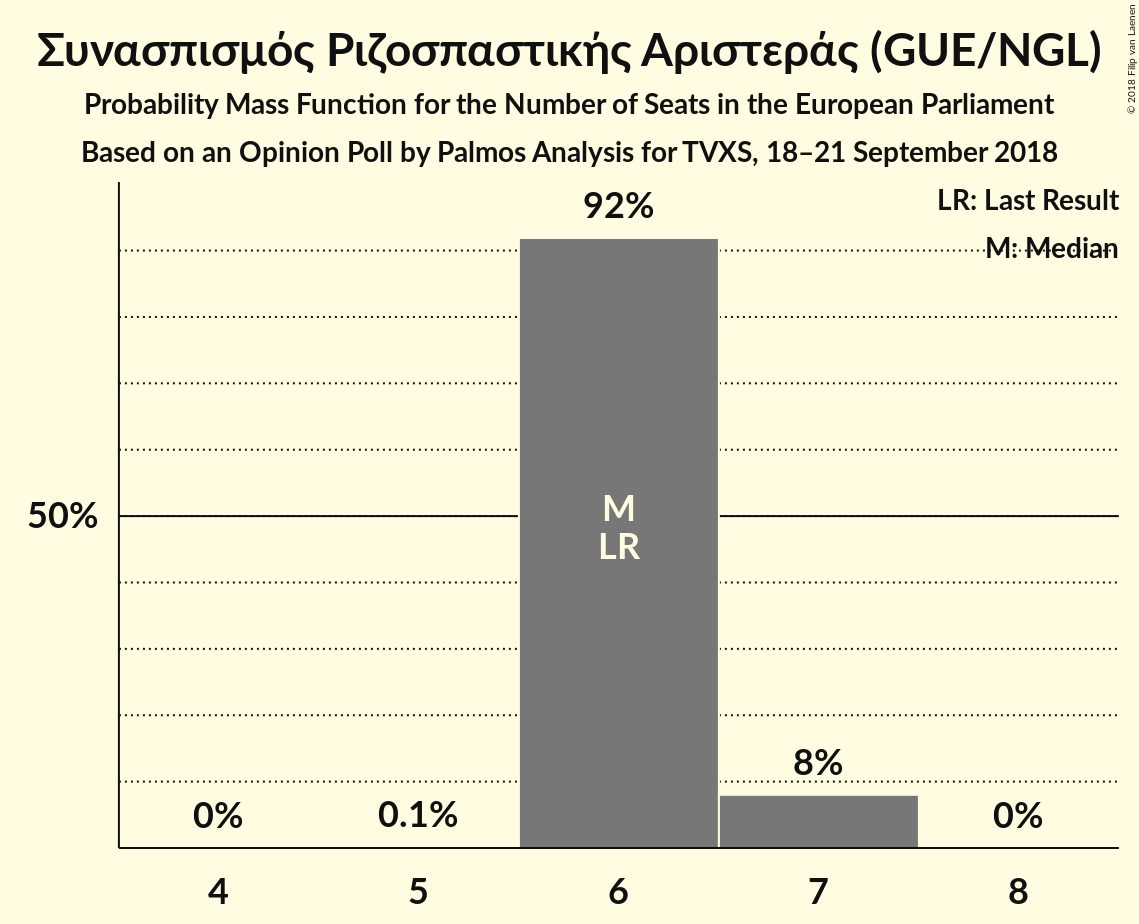 Συνασπισμός Ριζοσπαστικής Αριστεράς (GUE/NGL)
Probability Mass Function for the Number of Seats in the European Parliament
Based on an Opinion Poll by Palmos Analysis for TVXS, 18–21 September 2018
© 2018 Filip van Laenen
LR: Last Result
M: Median
92%
50%
M
LR
8%
0%
0.1%
0%
4
5
6
7
8